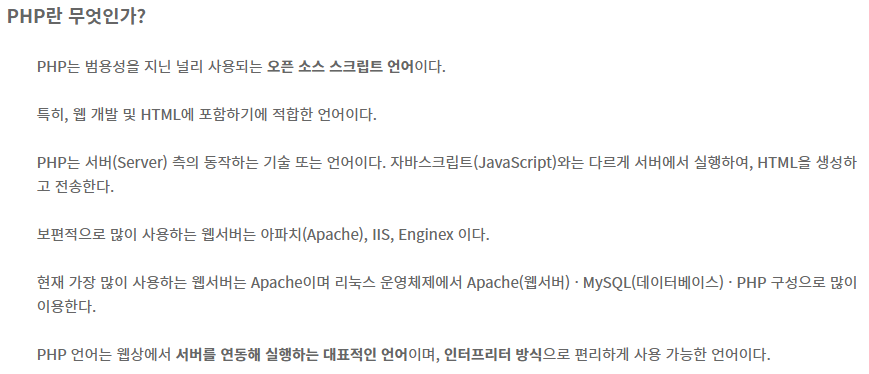 PHP란 무엇인가?
PHP는 범용성을 지닌 널리 사용되는 오픈 소스 스크립트 언어이다.
특히, 웹 개발 및 HTML에 포함하기에 적합한 언어이다.
PHP는 서버(Server) 측의 동작하는 기술 또는 언어이다. 자바스크립트(JavaScript)와는 다르게 서버에서 실행하여, HTML을 생성하
고 전송한다.
보편적으로 많이 사용하는 웹서버는 아파치(Apache), IIS, Enginex 이다.
현재 가장 많이 사용하는 웹서버는 Apache이며 리눅스 운영체제에서 Apache(웹서버) · MySQL(데이터베이스) · PHP 구성으로 많이
이용한다.
PHP 언어는 웹상에서 서버를 연동해 실행하는 대표적인 언어이며, 인터프리터 방식으로 편리하게 사용 가능한 언어이다.